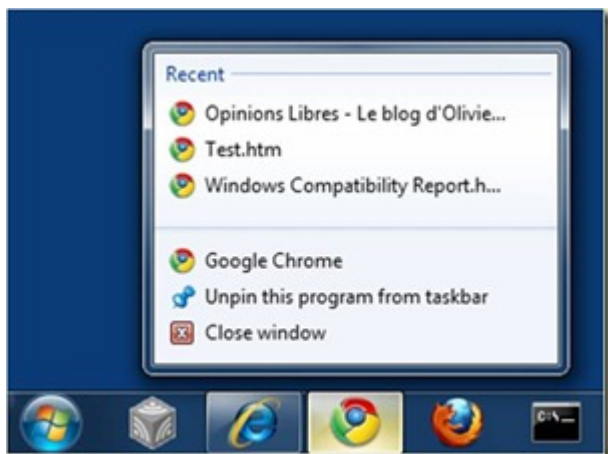 Recent
Opinions Libres - Le blog d'Olivie...
Test.htm
Windows Compatibility Report.h...
Google Chrome
Unpin this program from taskbar
Close window
C:\_